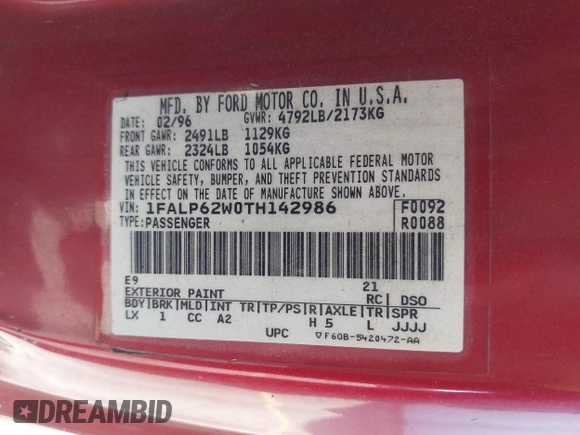 MFD. BY FORD MOTOR CO. IN U.S.A.
02/96 GVWR: 4792LB/2173KG
FRONT GAWR: 2491LB 1129KG
REAR GAWR: 2324LB 1054KG
THIS VEHICLE CONFORMS TO ALL APPLICABLE FEDERAL MOTOR
VEHICLE SAFETY, BUMPER, AND THEFT PREVENTION STANDARDS
IN EFFECT ON THE DATE OF MANUFACTURE SHOWN ABOVE.
VIN: 1FALP62W0TH142986 F0092
TYPE: PASSENGER R0088
E9 21
EXTERIOR PAINT RC DSO
BDY BRK MLD INT TR TP/PS R AXLE TR SPR
LX 1 CC A2 H 5 L JJJJ
UPC ▽F60B-5420472-AA
DREAMBID